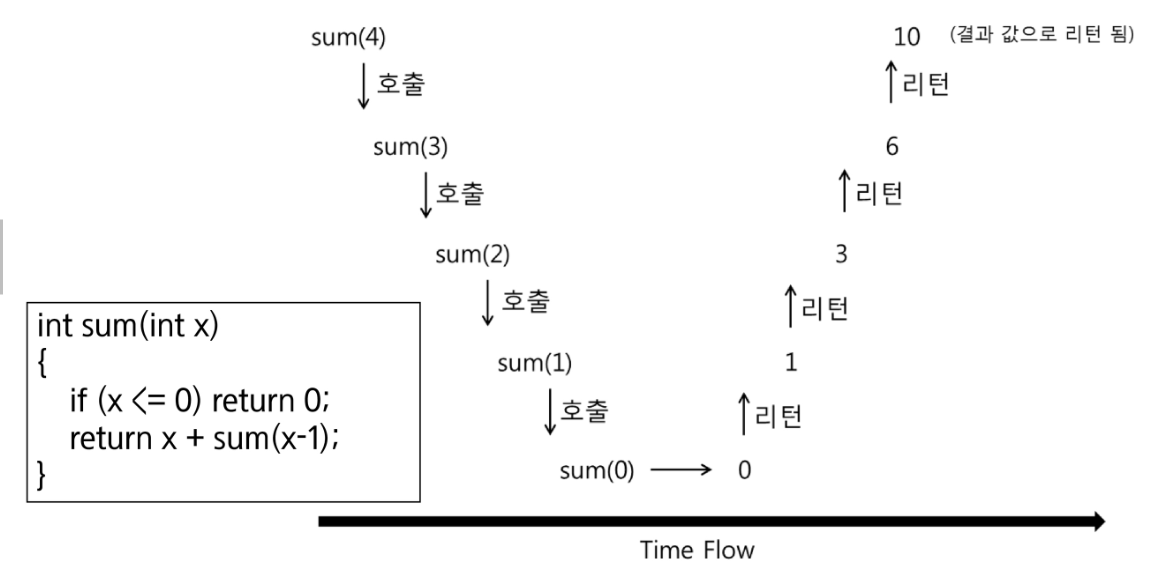 sum(4)
10 (결과 값으로 리턴 됨)
호출
리턴
sum(3)
6
호출
리턴
sum(2)
3
호출
리턴
sum(1)
1
호출
리턴
sum(0)
0
int sum(int x)
{
if (x <= 0) return 0;
return x + sum(x-1);
}
Time Flow